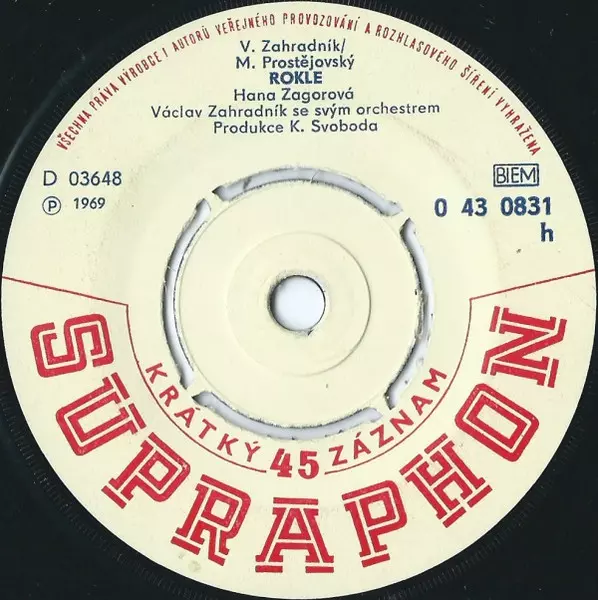 VŠECHNA PRÁVA VÝROBCE I AUTORŮ VEŘEJNÉHO PROVOZOVÁNÍ A ROZHLASOVÉHO ŠÍŘENÍ VYHRAŽENA
V. Zahradník/
M. Prostějovský
ROKLE
Hana Zagorová
Václav Zahradník se svým orchestrem
Produkce K. Svoboda
D 03648
℗ 1969
BIEM
0 43 0831
h
KRÁTKÝ 45 ZÁZNAM
SUPRAPHON